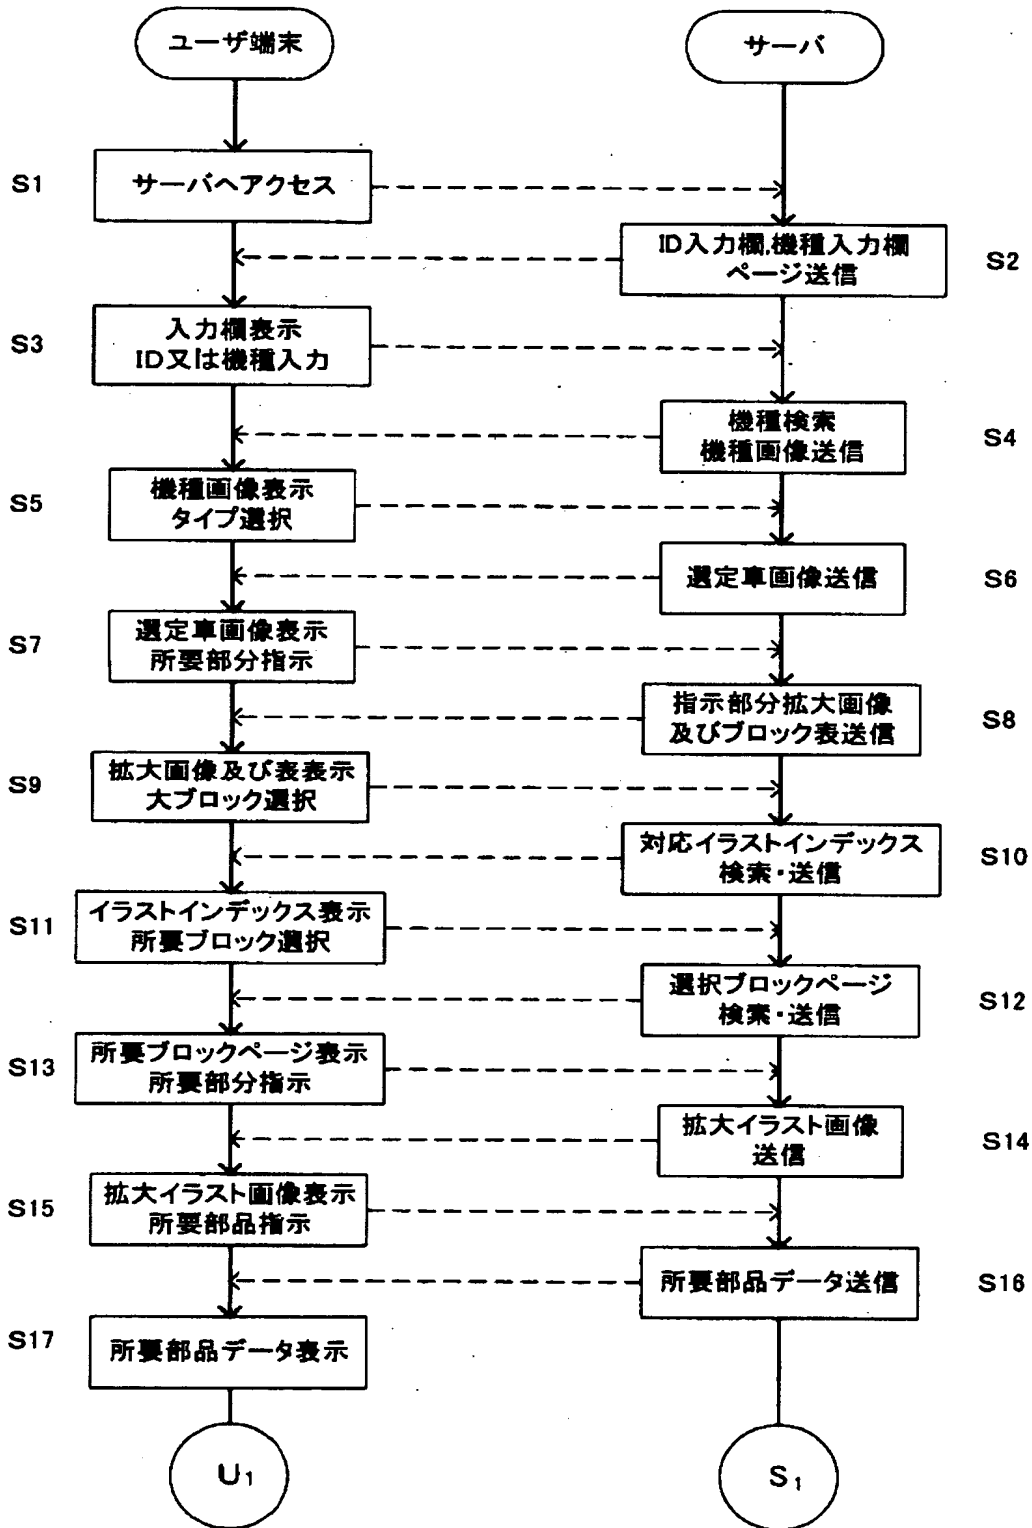 ユーザ端末
サーバ
S1
サーバへアクセス
ID入力欄,機種入力欄
ページ送信
S2
S3
入力欄表示
ID又は機種入力
機種検索
機種画像送信
S4
S5
機種画像表示
タイプ選択
選定車画像送信
S6
S7
選定車画像表示
所要部分指示
指示部分拡大画像
及びブロック表送信
S8
S9
拡大画像及び表表示
大ブロック選択
対応イラストインデックス
検索・送信
S10
S11
イラストインデックス表示
所要ブロック選択
選択ブロックページ
検索・送信
S12
S13
所要ブロックページ表示
所要部分指示
拡大イラスト画像
送信
S14
S15
拡大イラスト画像表示
所要部品指示
所要部品データ送信
S16
S17
所要部品データ表示
U1
S1